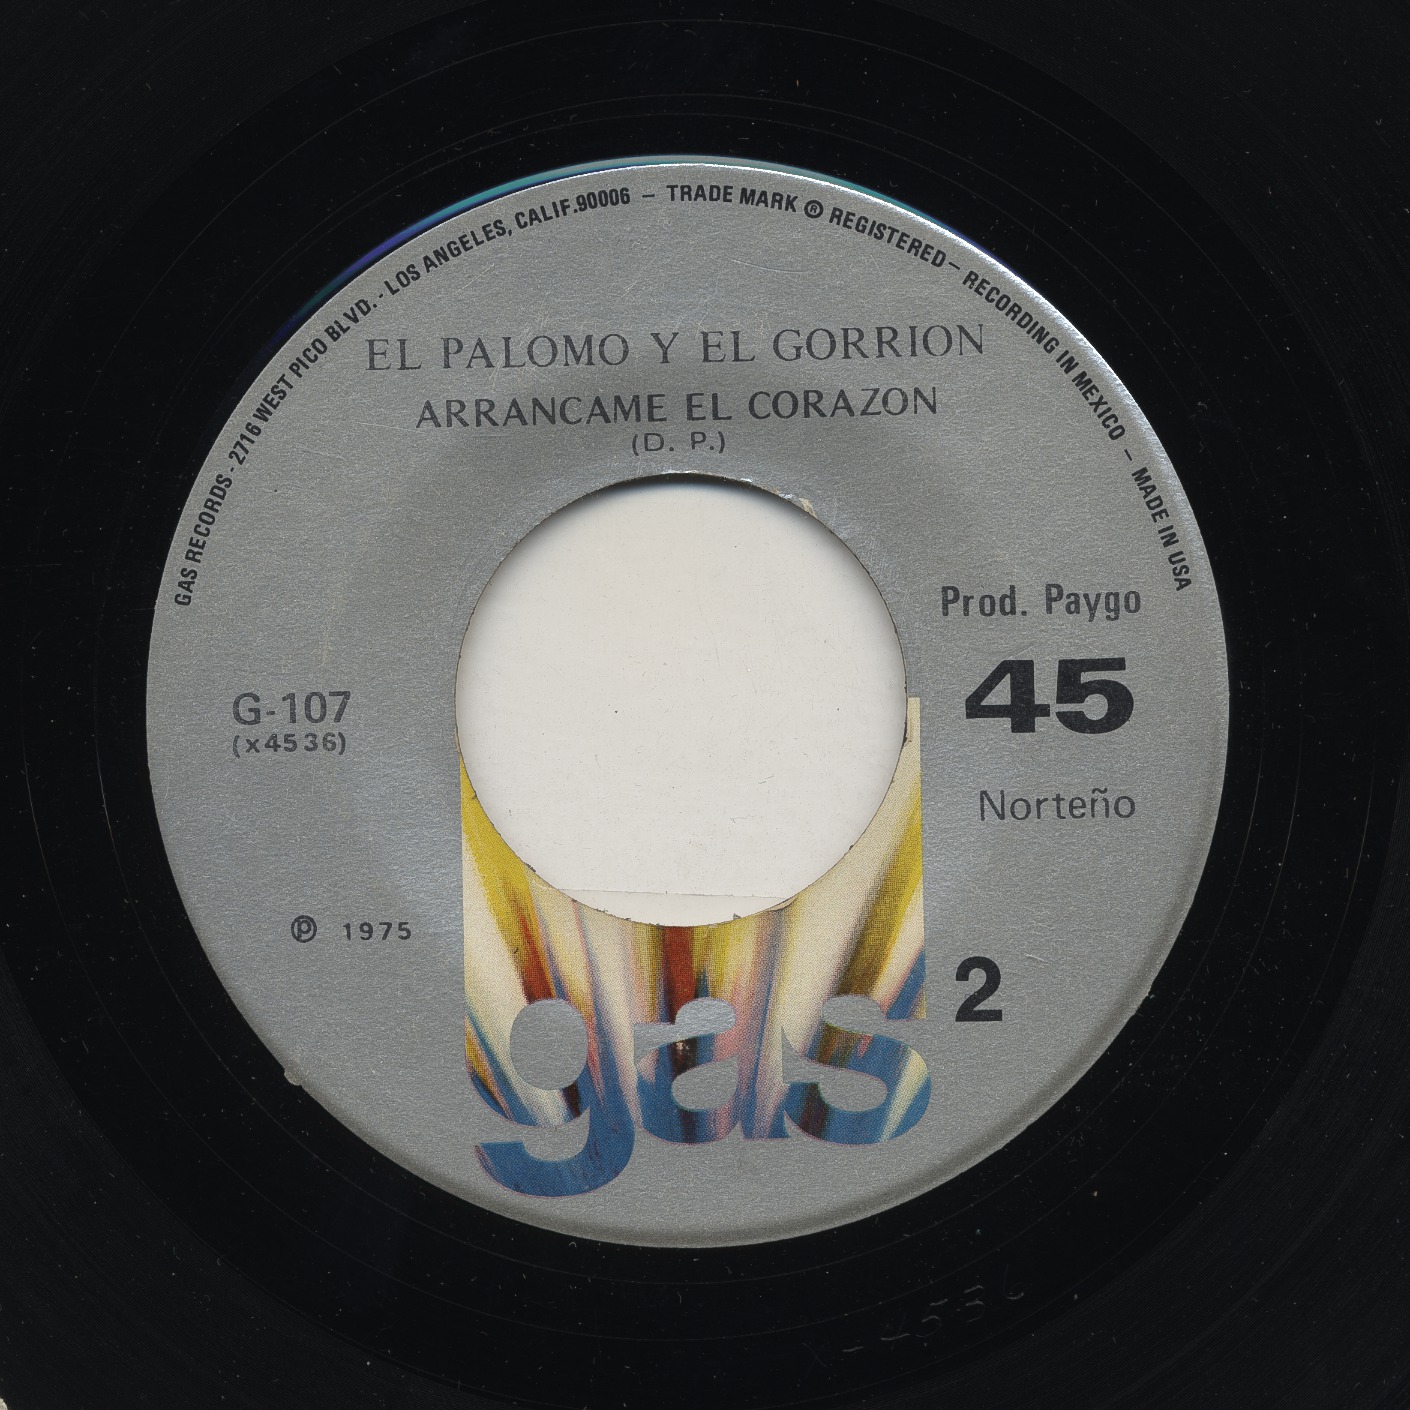 GAS RECORDS - 2716 WEST PICO BLVD. - LOS ANGELES, CALIF. 90006 – TRADE MARK ® REGISTERED – RECORDING IN MEXICO – MADE IN USA
EL PALOMO Y EL GORRION
ARRANCAME EL CORAZON
(D. P.)
Prod. Paygo
45
G-107
(x4536)
Norteño
℗ 1975
2
gas
4536